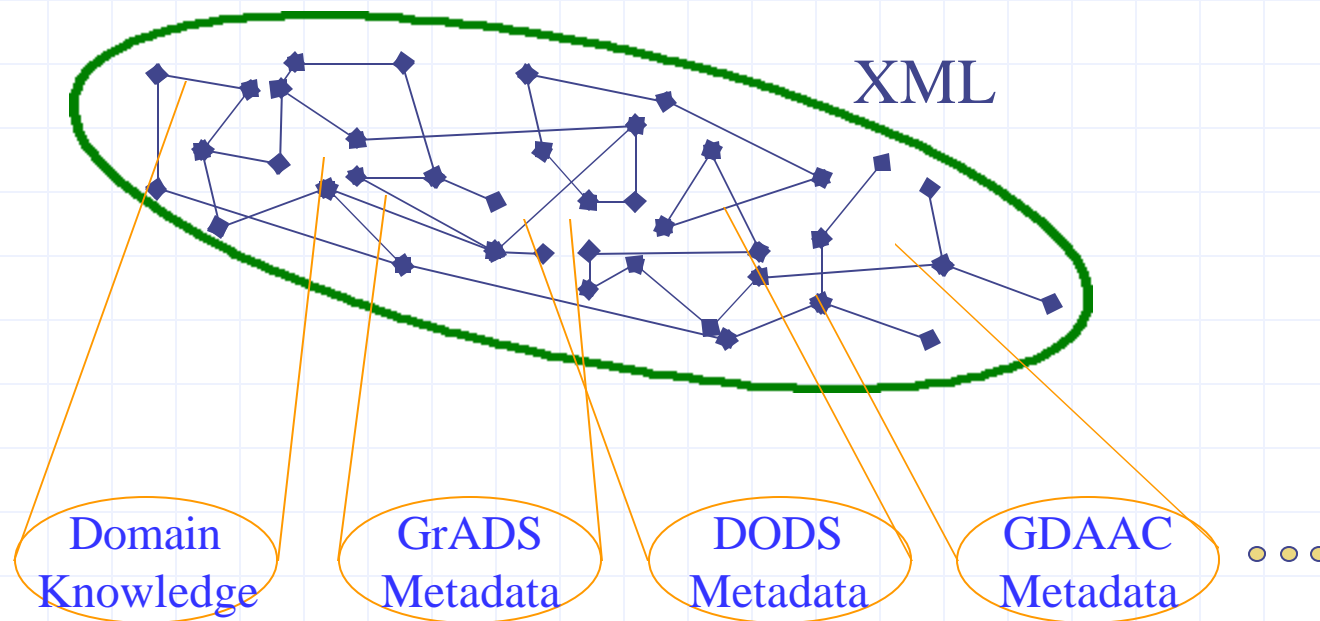 XML
Domain
Knowledge
GrADS
Metadata
DODS
Metadata
GDAAC
Metadata